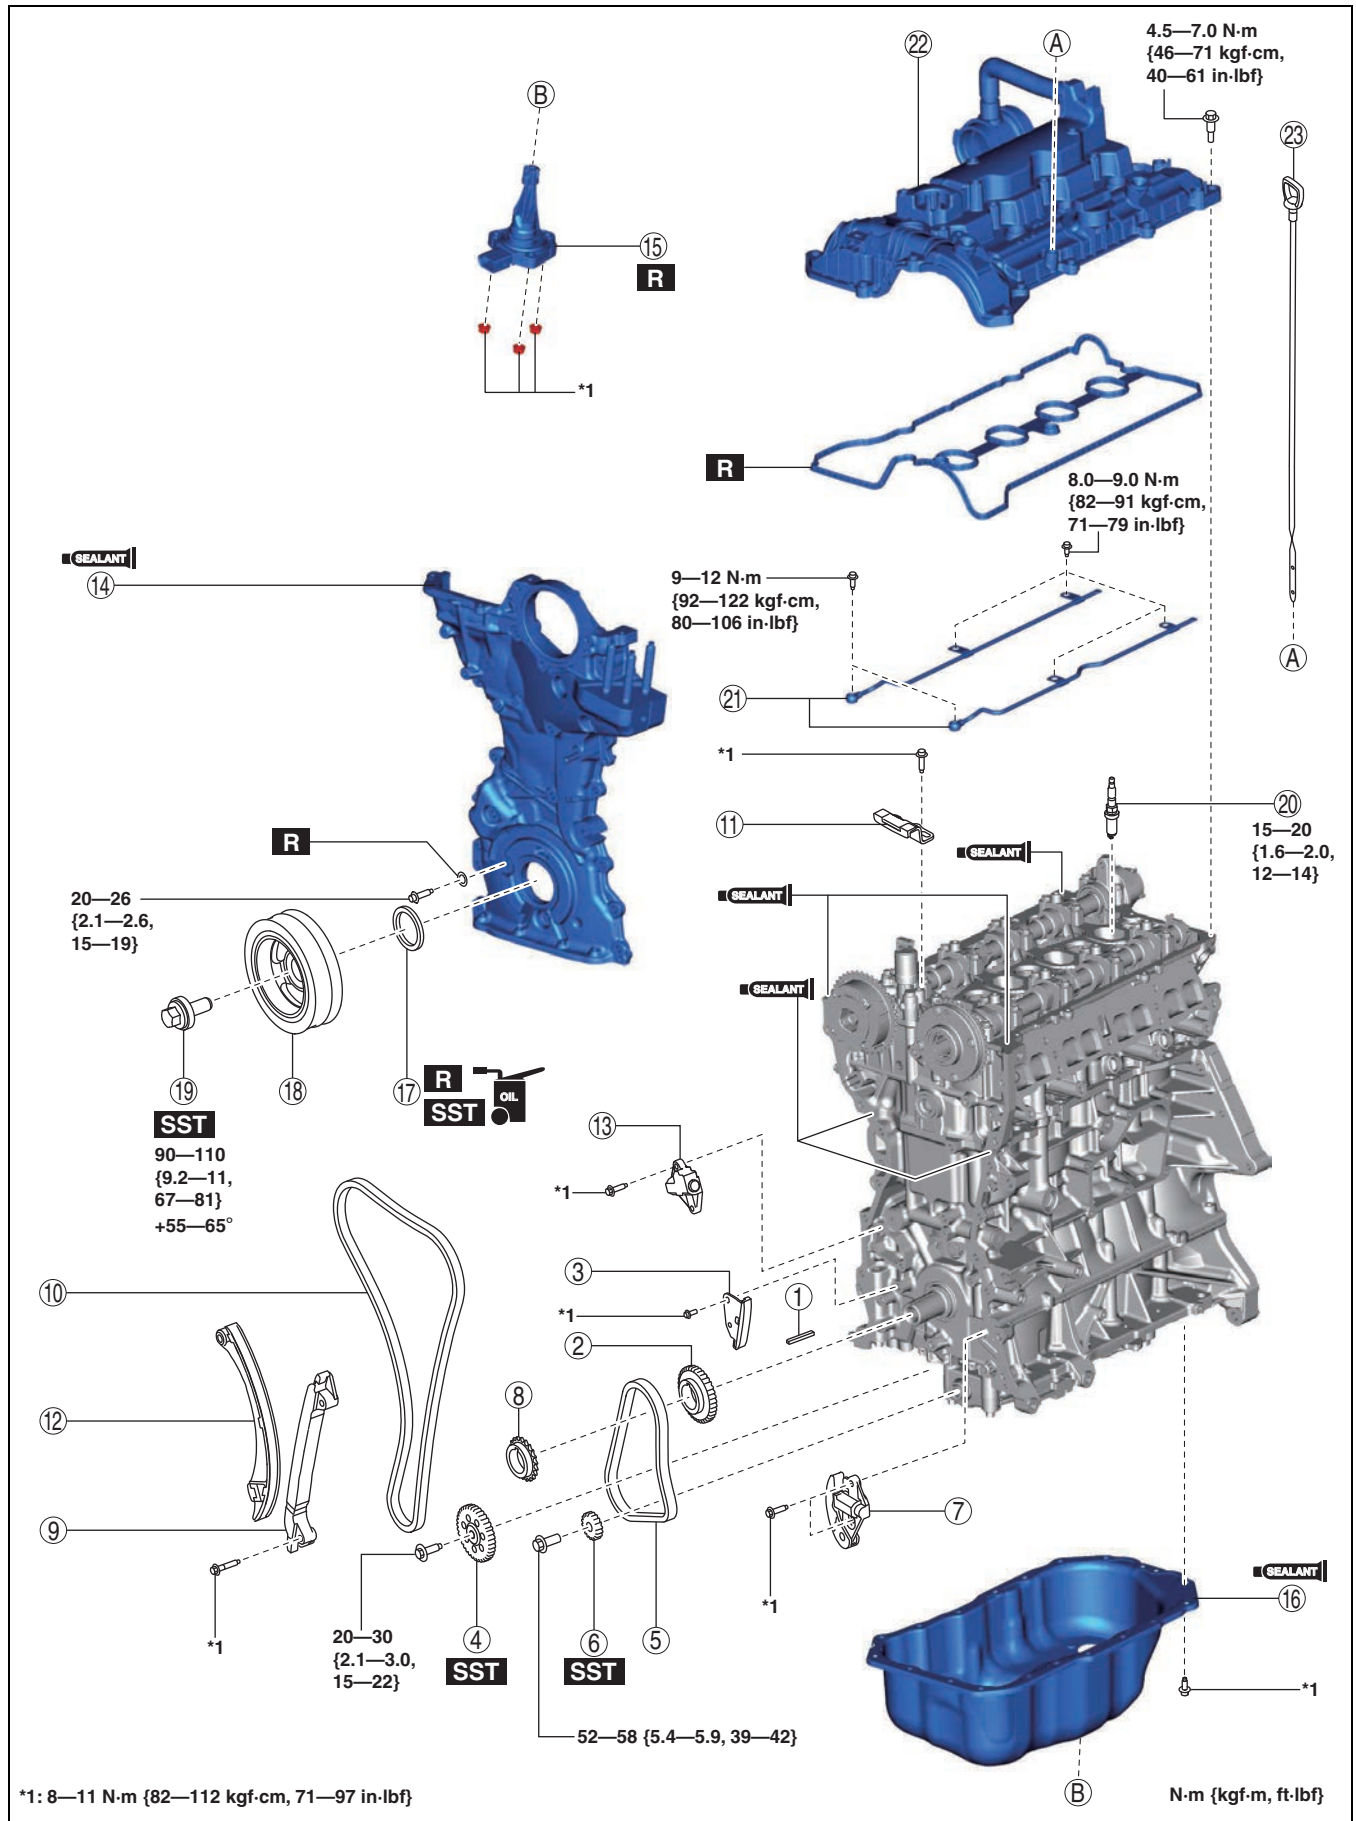 22
A
4.5—7.0 N·m
{46—71 kgf·cm,
40—61 in·lbf}
B
23
15
R
*1
R
8.0—9.0 N·m
{82—91 kgf·cm,
71—79 in·lbf}
SEALANT
14
9—12 N·m
{92—122 kgf·cm,
80—106 in·lbf}
A
21
*1
11
20
15—20
{1.6—2.0,
12—14}
SEALANT
R
SEALANT
20—26
{2.1—2.6,
15—19}
SEALANT
19
18
17
R
SST
OIL
SST
90—110
{9.2—11,
67—81}
+55—65°
13
*1
3
1
*1
10
2
8
12
9
7
*1
*1
SEALANT
16
20—30
{2.1—3.0,
15—22}
4
SST
6
SST
5
*1
52—58 {5.4—5.9, 39—42}
B
*1: 8—11 N·m {82—112 kgf·cm, 71—97 in·lbf}
N·m {kgf·m, ft·lbf}